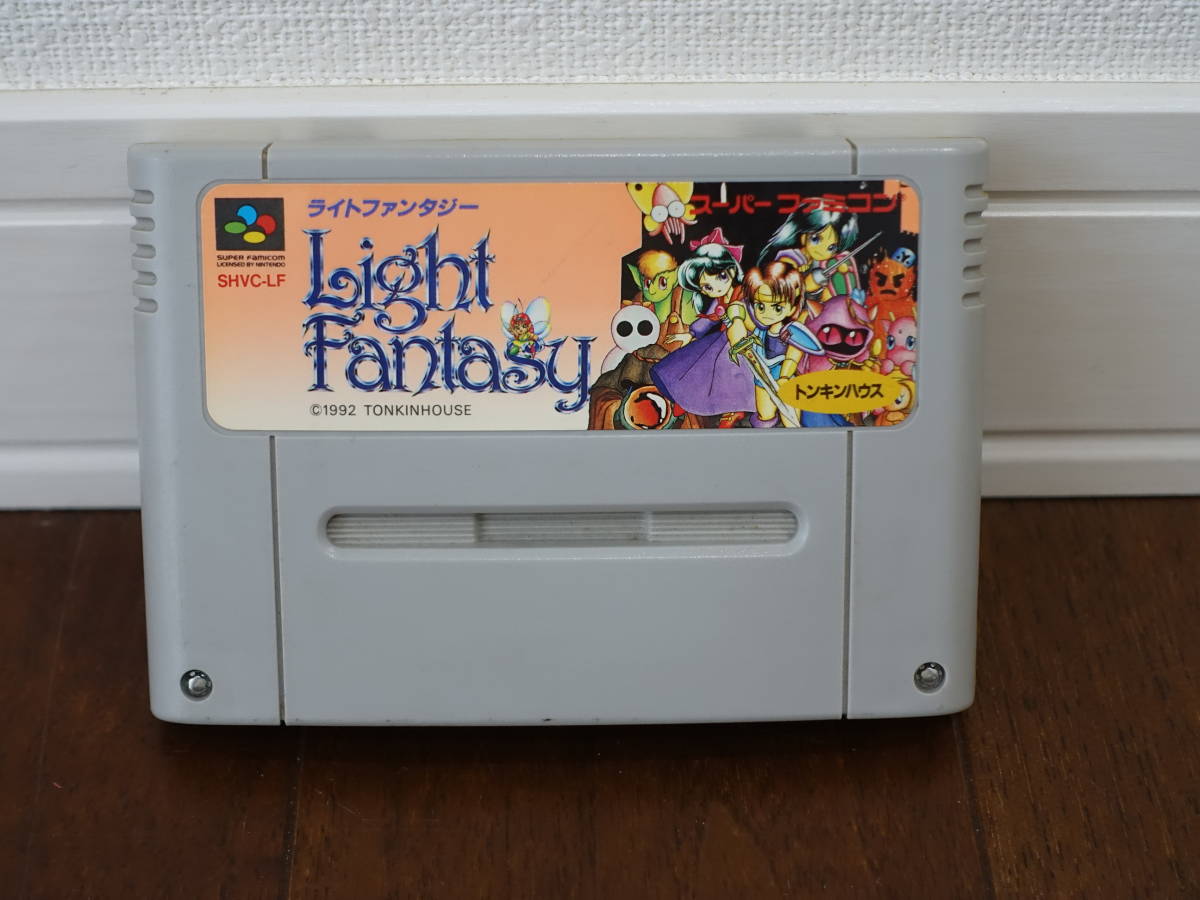 ライトファンタジー
スーパーファミコン
SUPER FAMICOM
LICENSED BY NINTENDO
SHVC-LF
Light
Fantasy
©1992 TONKINHOUSE
トンキンハウス